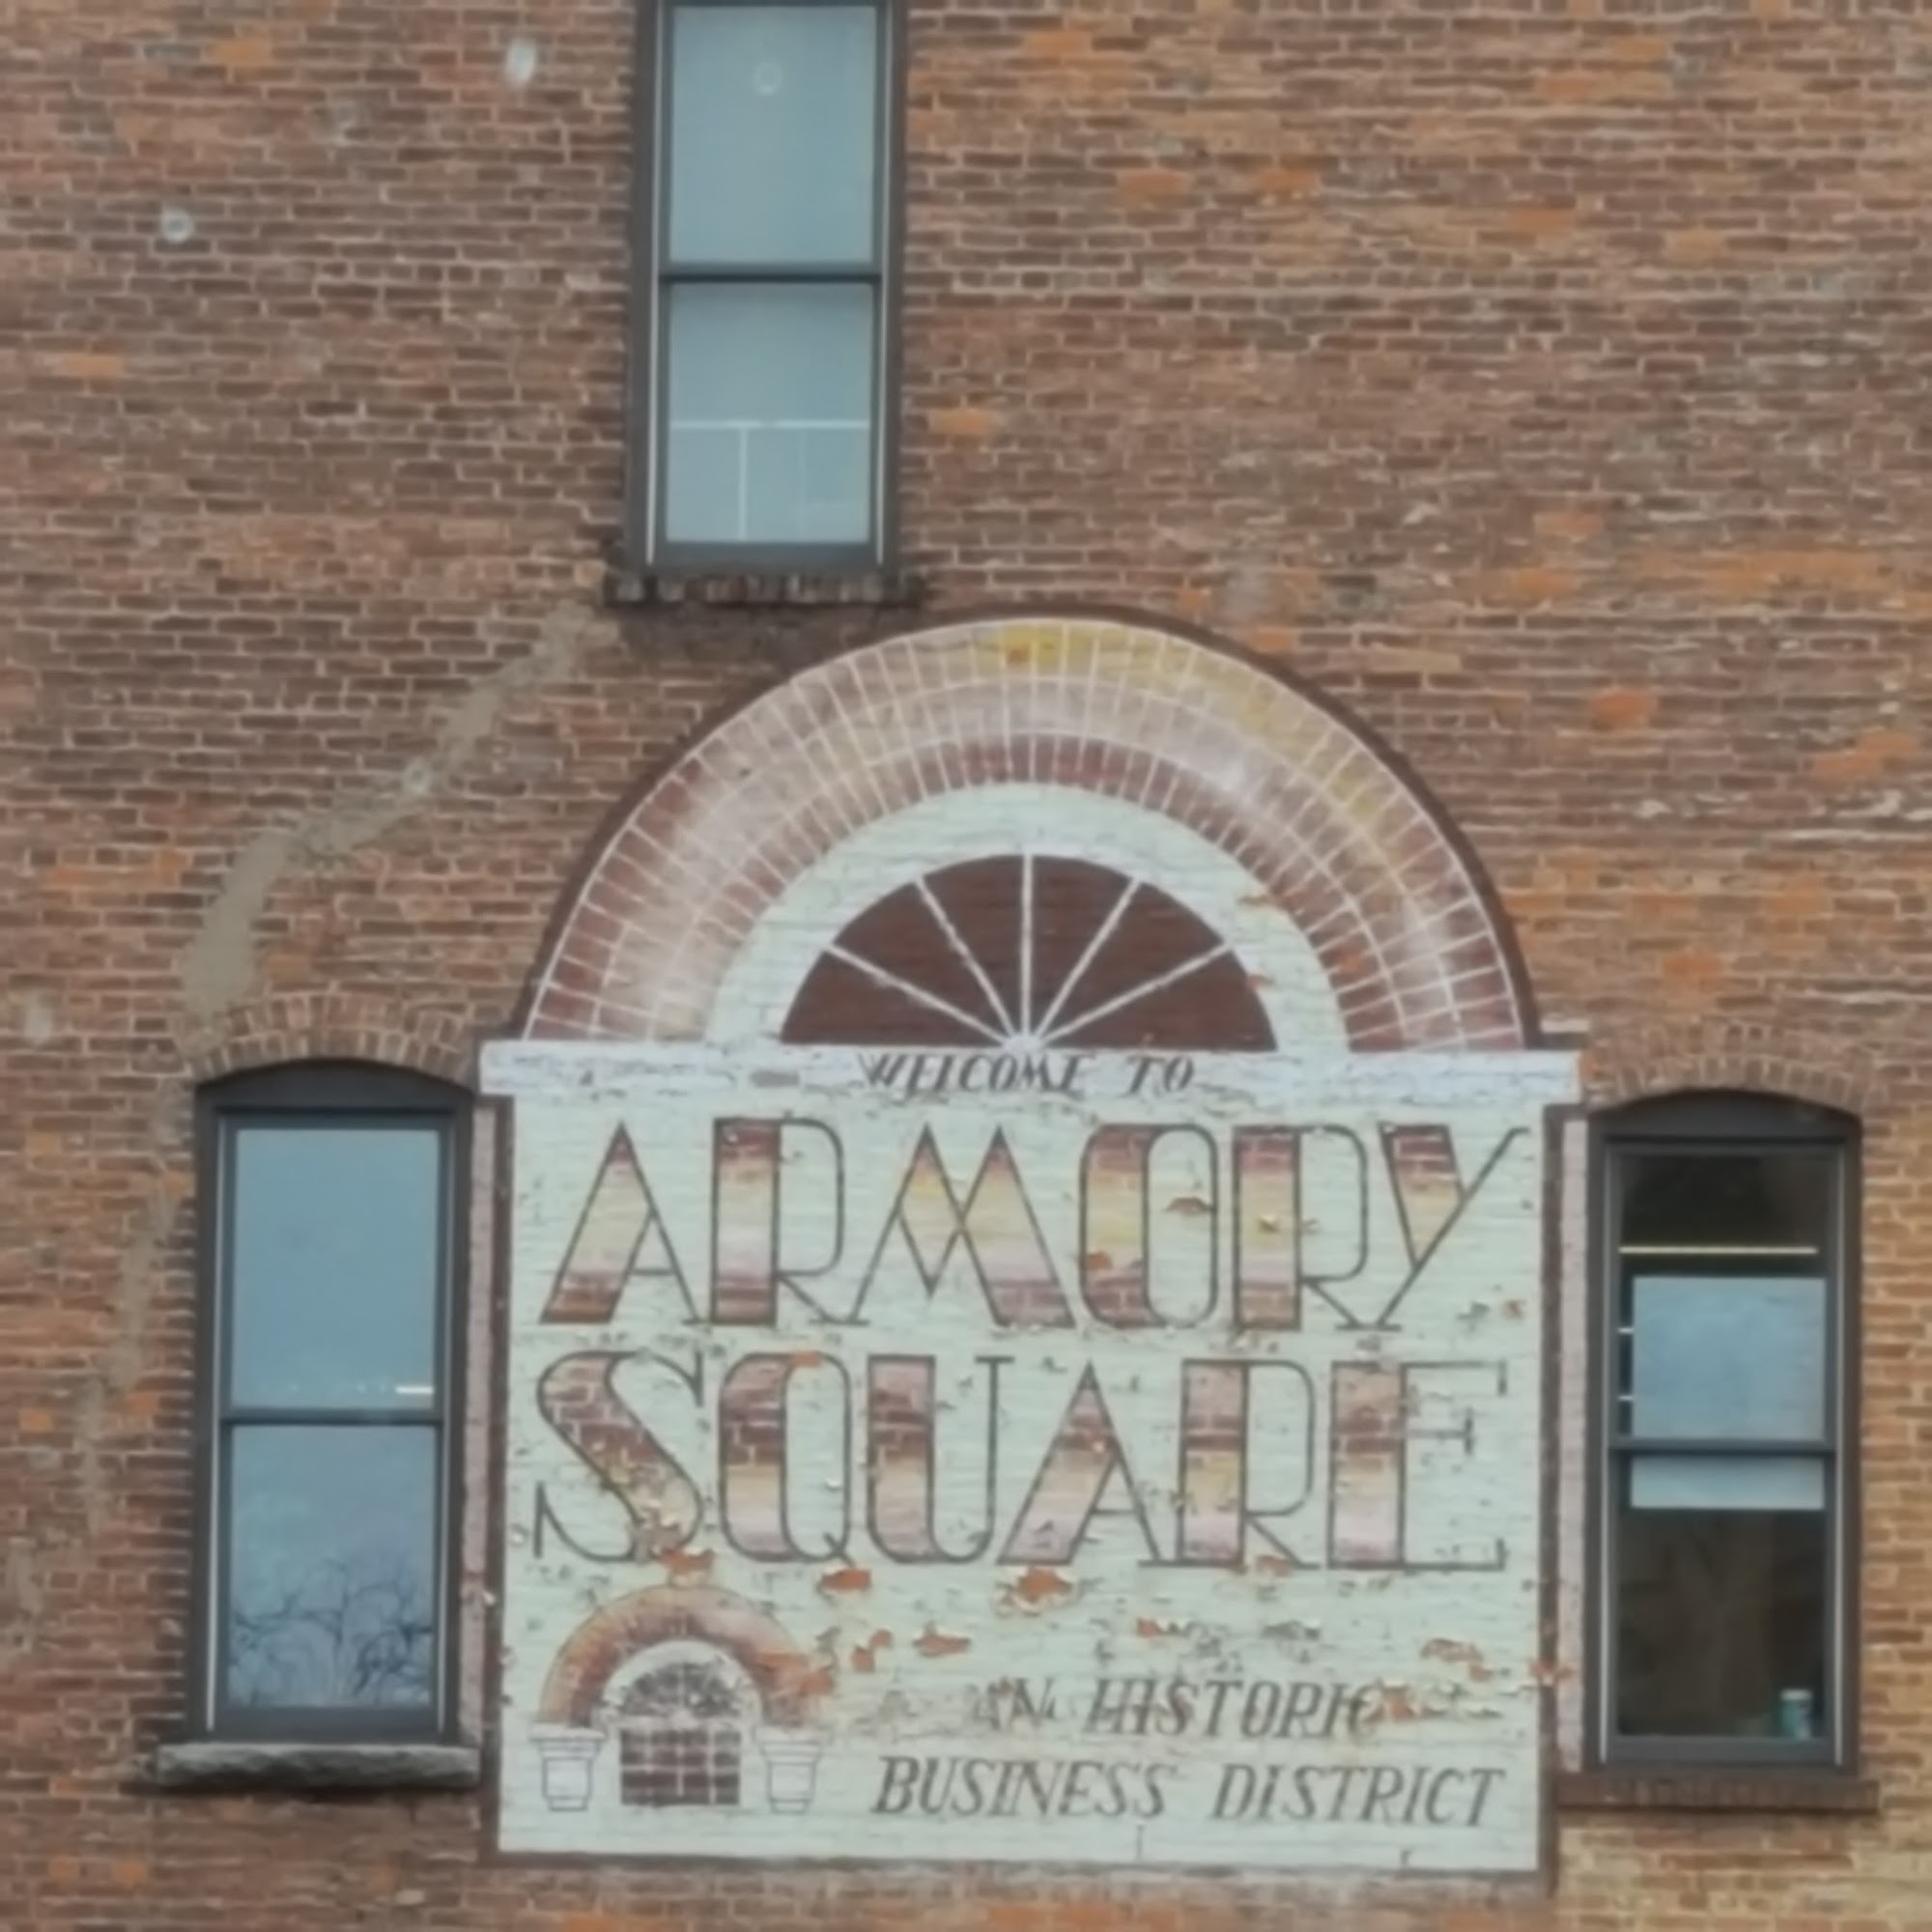 WELCOME TO
ARMORY
SQUARE
AN HISTORIC
BUSINESS DISTRICT